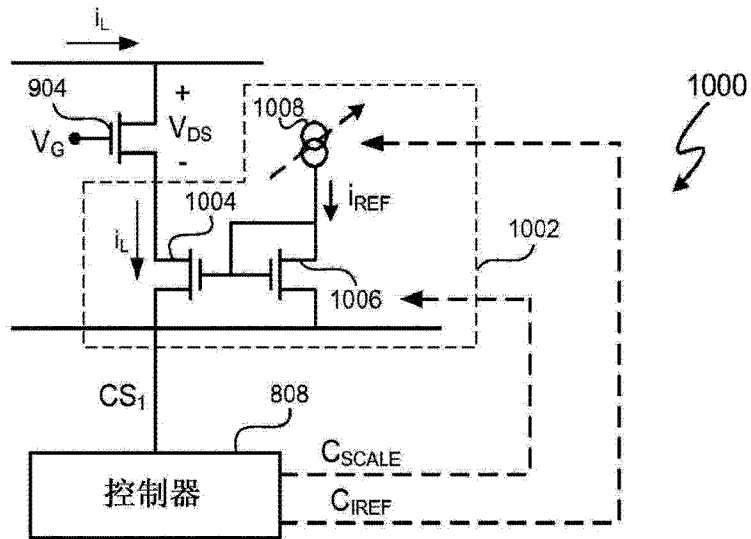 i_L
904
+
V_DS
-
V_G
1008
1000
i_REF
1004
i_L
1002
1006
CS_1
808
控制器
C_SCALE
C_IREF